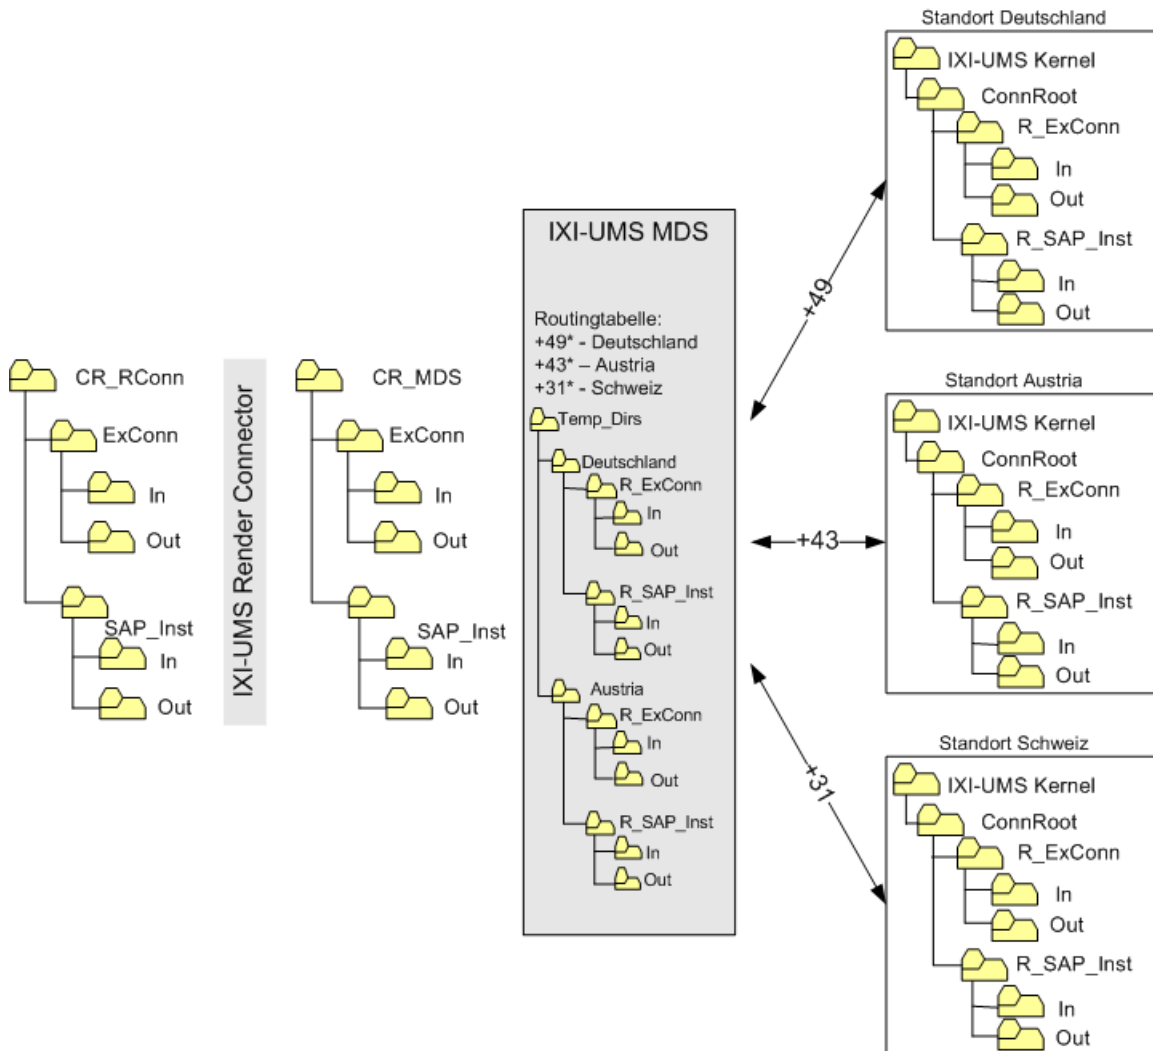 CR_RConn
ExConn
In
Out
SAP_Inst
In
Out
IXI-UMS Render Connector
CR_MDS
ExConn
In
Out
SAP_Inst
In
Out
IXI-UMS MDS
Routingtabelle:
+49* - Deutschland
+43* – Austria
+31* - Schweiz
Temp_Dirs
Deutschland
R_ExConn
In
Out
R_SAP_Inst
In
Out
Austria
R_ExConn
In
Out
R_SAP_Inst
In
Out
+49
+43
+31
Standort Deutschland
IXI-UMS Kernel
ConnRoot
R_ExConn
In
Out
R_SAP_Inst
In
Out
Standort Austria
IXI-UMS Kernel
ConnRoot
R_ExConn
In
Out
R_SAP_Inst
In
Out
Standort Schweiz
IXI-UMS Kernel
ConnRoot
R_ExConn
In
Out
R_SAP_Inst
In
Out